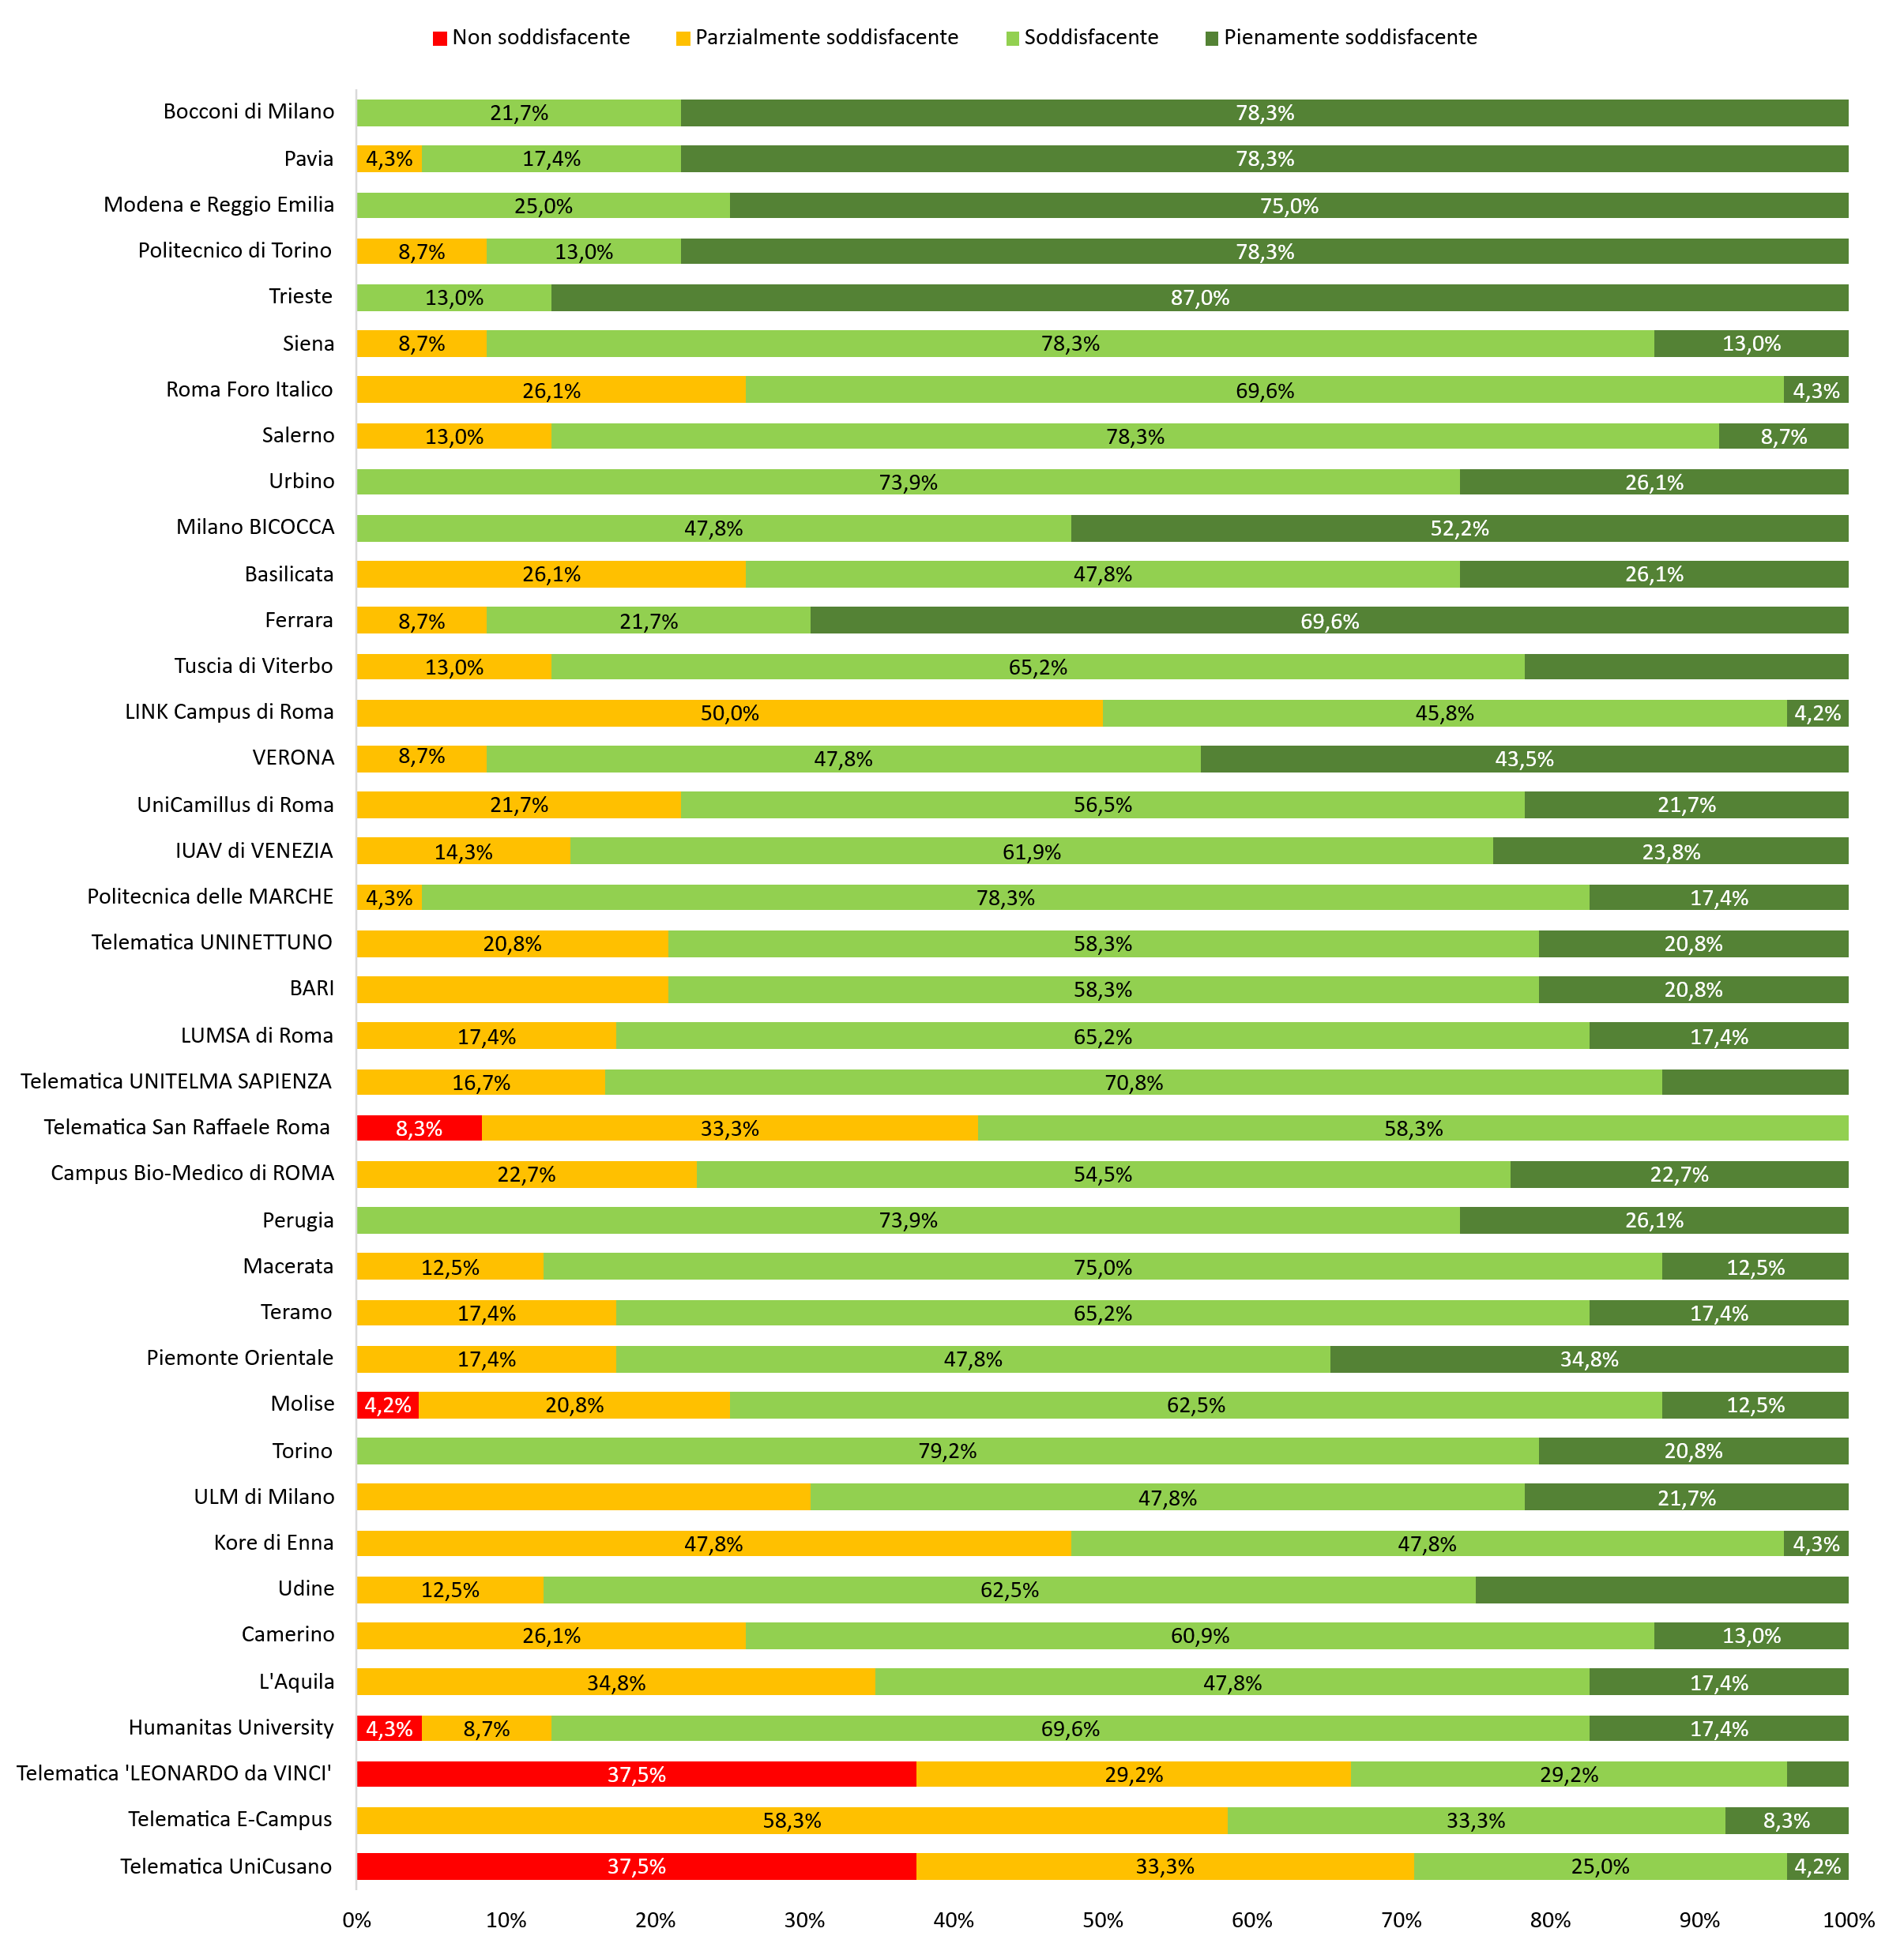 Non soddisfacente Parzialmente soddisfacente Soddisfacente Pienamente soddisfacente
Bocconi di Milano 21,7% 78,3%
Pavia 4,3% 17,4% 78,3%
Modena e Reggio Emilia 25,0% 75,0%
Politecnico di Torino 8,7% 13,0% 78,3%
Trieste 13,0% 87,0%
Siena 8,7% 78,3% 13,0%
Roma Foro Italico 26,1% 69,6% 4,3%
Salerno 13,0% 78,3% 8,7%
Urbino 73,9% 26,1%
Milano BICOCCA 47,8% 52,2%
Basilicata 26,1% 47,8% 26,1%
Ferrara 8,7% 21,7% 69,6%
Tuscia di Viterbo 13,0% 65,2%
LINK Campus di Roma 50,0% 45,8% 4,2%
VERONA 8,7% 47,8% 43,5%
UniCamillus di Roma 21,7% 56,5% 21,7%
IUAV di VENEZIA 14,3% 61,9% 23,8%
Politecnica delle MARCHE 4,3% 78,3% 17,4%
Telematica UNINETTUNO 20,8% 58,3% 20,8%
BARI 58,3% 20,8%
LUMSA di Roma 17,4% 65,2% 17,4%
Telematica UNITELMA SAPIENZA 16,7% 70,8%
Telematica San Raffaele Roma 8,3% 33,3% 58,3%
Campus Bio-Medico di ROMA 22,7% 54,5% 22,7%
Perugia 73,9% 26,1%
Macerata 12,5% 75,0% 12,5%
Teramo 17,4% 65,2% 17,4%
Piemonte Orientale 17,4% 47,8% 34,8%
Molise 4,2% 20,8% 62,5% 12,5%
Torino 79,2% 20,8%
ULM di Milano 47,8% 21,7%
Kore di Enna 47,8% 47,8% 4,3%
Udine 12,5% 62,5%
Camerino 26,1% 60,9% 13,0%
L'Aquila 34,8% 47,8% 17,4%
Humanitas University 4,3% 8,7% 69,6% 17,4%
Telematica 'LEONARDO da VINCI' 37,5% 29,2% 29,2%
Telematica E-Campus 58,3% 33,3% 8,3%
Telematica UniCusano 37,5% 33,3% 25,0% 4,2%
0% 10% 20% 30% 40% 50% 60% 70% 80% 90% 100%